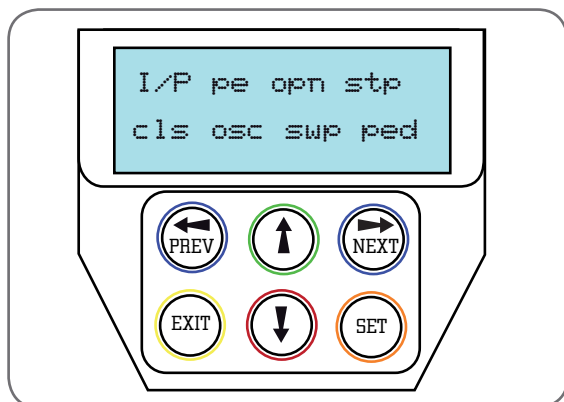 I/P pe opn stp
cls osc swp ped
PREV
NEXT
EXIT
SET